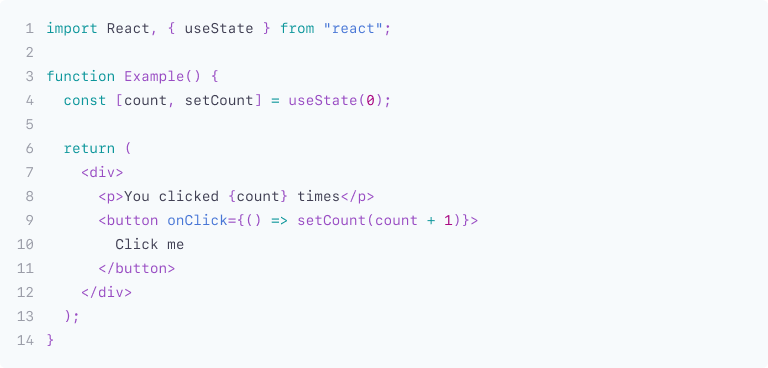 1 import React, { useState } from "react";
2
3 function Example() {
4   const [count, setCount] = useState(0);
5
6   return (
7     <div>
8       <p>You clicked {count} times</p>
9       <button onClick={() => setCount(count + 1)}>
10         Click me
11       </button>
12     </div>
13   );
14 }